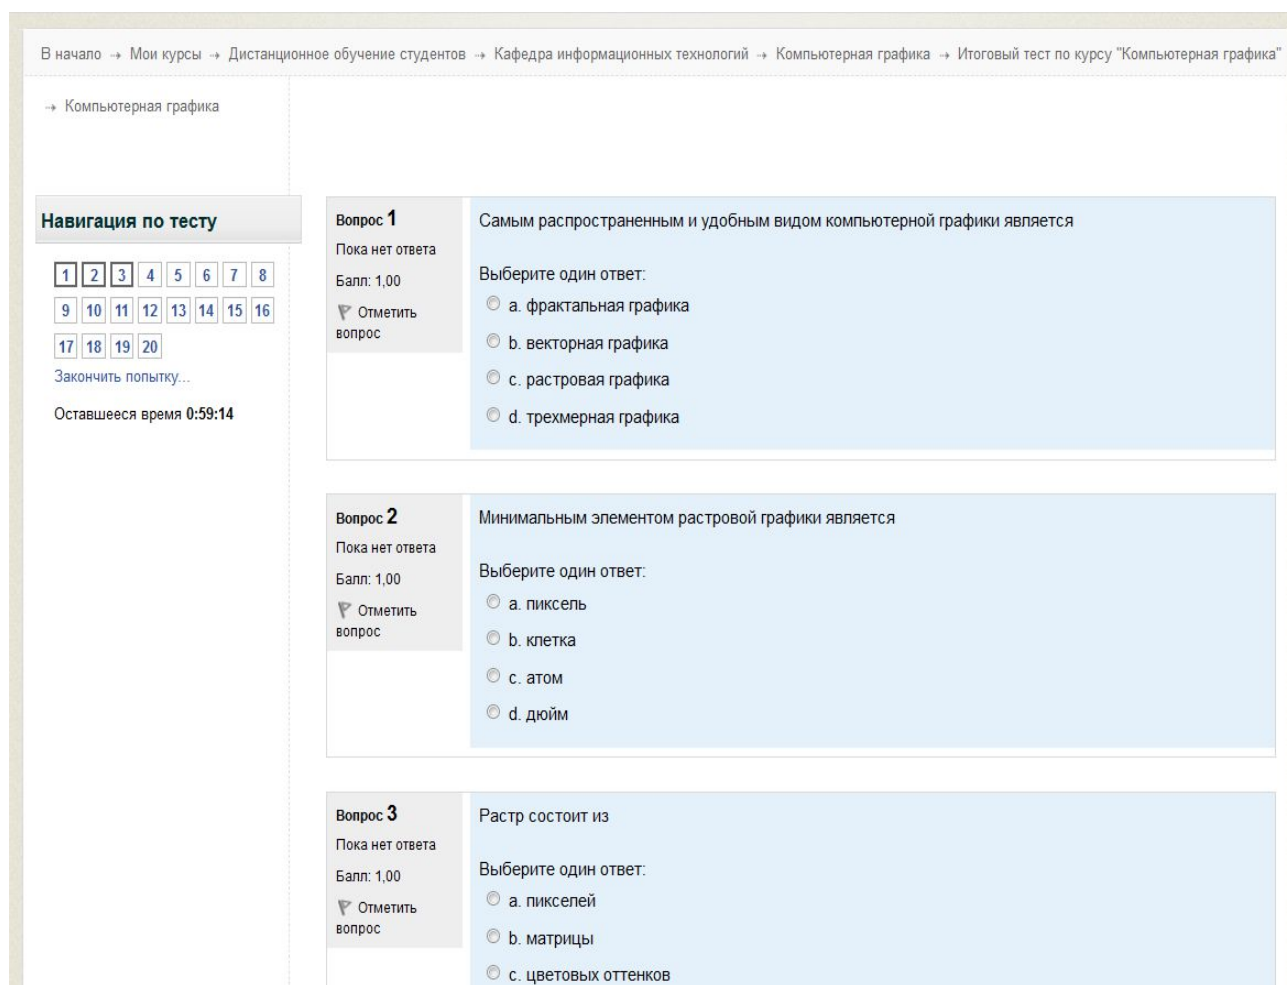 В начало → Мои курсы → Дистанционное обучение студентов → Кафедра информационных технологий → Компьютерная графика → Итоговый тест по курсу "Компьютерная графика"
→ Компьютерная графика
Навигация по тесту
1 2 3 4 5 6 7 8
9 10 11 12 13 14 15 16
17 18 19 20
Закончить попытку...
Оставшееся время 0:59:14
Вопрос 1
Пока нет ответа
Балл: 1,00
Отметить
вопрос
Самым распространенным и удобным видом компьютерной графики является
Выберите один ответ:
a. фрактальная графика
b. векторная графика
c. растровая графика
d. трехмерная графика
Вопрос 2
Пока нет ответа
Балл: 1,00
Отметить
вопрос
Минимальным элементом растровой графики является
Выберите один ответ:
a. пиксель
b. клетка
c. атом
d. дюйм
Вопрос 3
Пока нет ответа
Балл: 1,00
Отметить
вопрос
Растр состоит из
Выберите один ответ:
a. пикселей
b. матрицы
c. цветовых оттенков